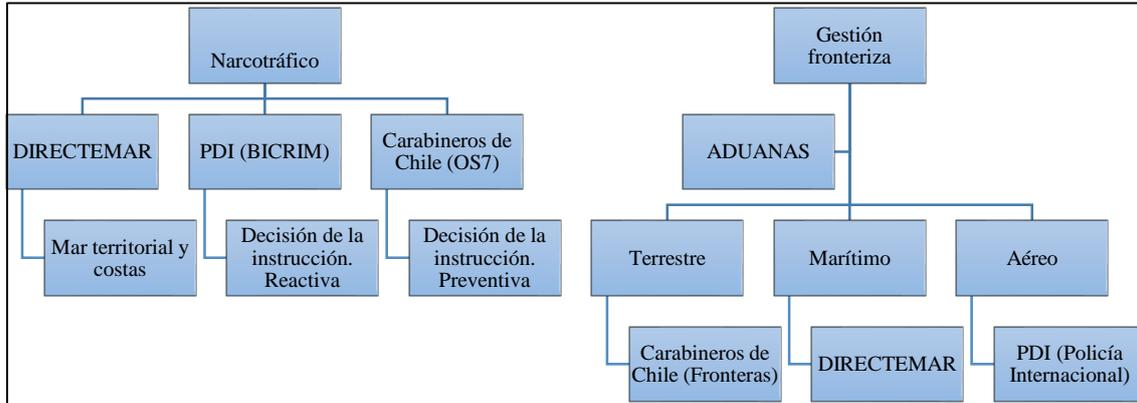 Narcotráfico
DIRECTEMAR
Mar territorial y
costas
PDI (BICRIM)
Decisión de la
instrucción.
Reactiva
Carabineros de
Chile (OS7)
Decisión de la
instrucción.
Preventiva
Gestión
fronteriza
ADUANAS
Terrestre
Carabineros de
Chile (Fronteras)
Marítimo
DIRECTEMAR
Aéreo
PDI (Policía
Internacional)